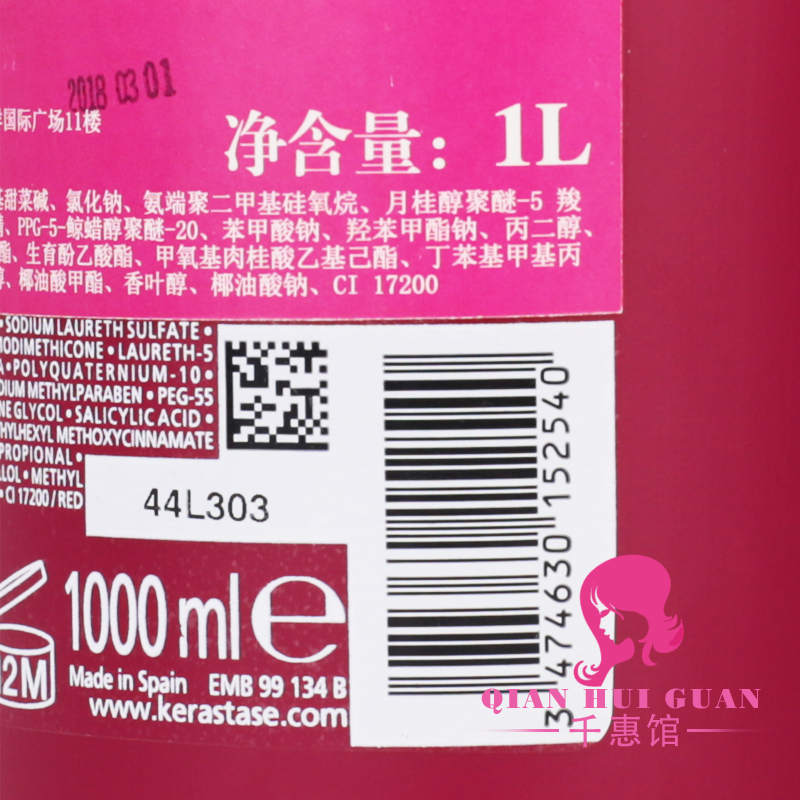 2018 03 01
国际广场11楼
净含量：1L
甜菜碱、氯化钠、氨端聚二甲基硅氧烷、月桂醇聚醚-5 羧
PPG-5-鲸蜡醇聚醚-20、苯甲酸钠、羟苯甲酯钠、丙二醇、
酯、生育酚乙酸酯、甲氧基肉桂酸乙基己酯、丁苯基甲基丙
椰油酸甲酯、香叶醇、椰油酸钠、CI 17200
• SODIUM LAURETH SULFATE •
MODIMETHICONE • LAURETH-5
A • POLYQUATERNIUM-10 •
DIUM METHYLPARABEN • PEG-55
NE GLYCOL • SALICYLIC ACID •
HYLHEXYL METHOXYCINNAMATE
PROPIONAL •
LOL • METHYL
• CI 17200 / RED
44L303
12M
1000 ml e
Made in Spain EMB 99 134 B
www.kerastase.com
3 474630 152540
QIAN HUI GUAN
千惠馆